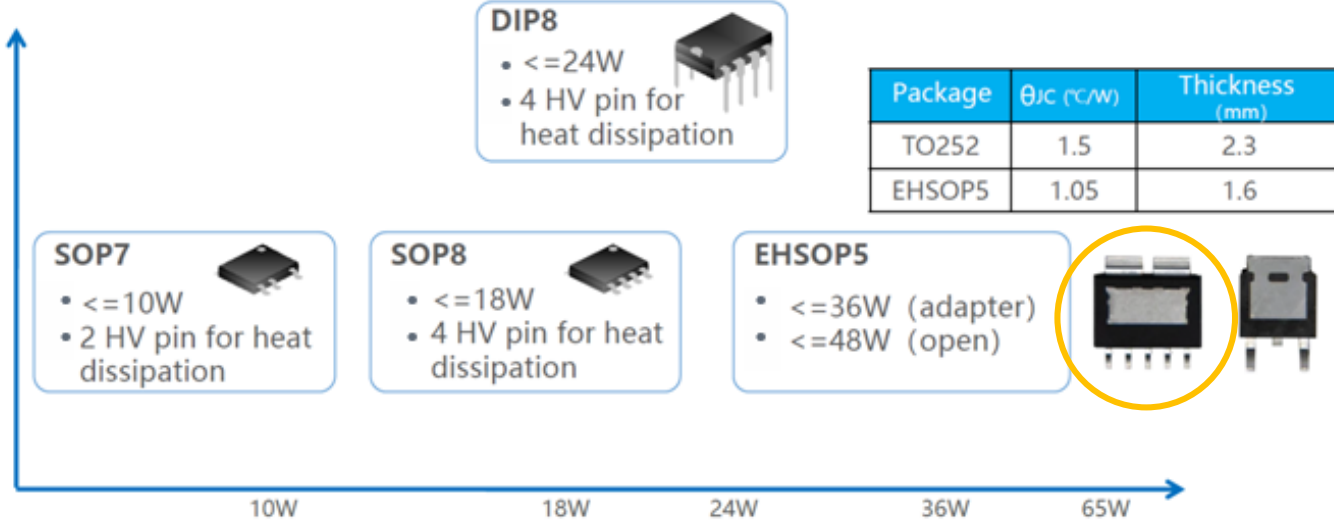 DIP8
• <=24W
• 4 HV pin for
heat dissipation
Package θJC (℃/W) Thickness
(mm)
TO252 1.5 2.3
EHSOP5 1.05 1.6
SOP7
• <=10W
• 2 HV pin for heat
dissipation
SOP8
• <=18W
• 4 HV pin for heat
dissipation
EHSOP5
• <=36W (adapter)
• <=48W (open)
10W 18W 24W 36W 65W